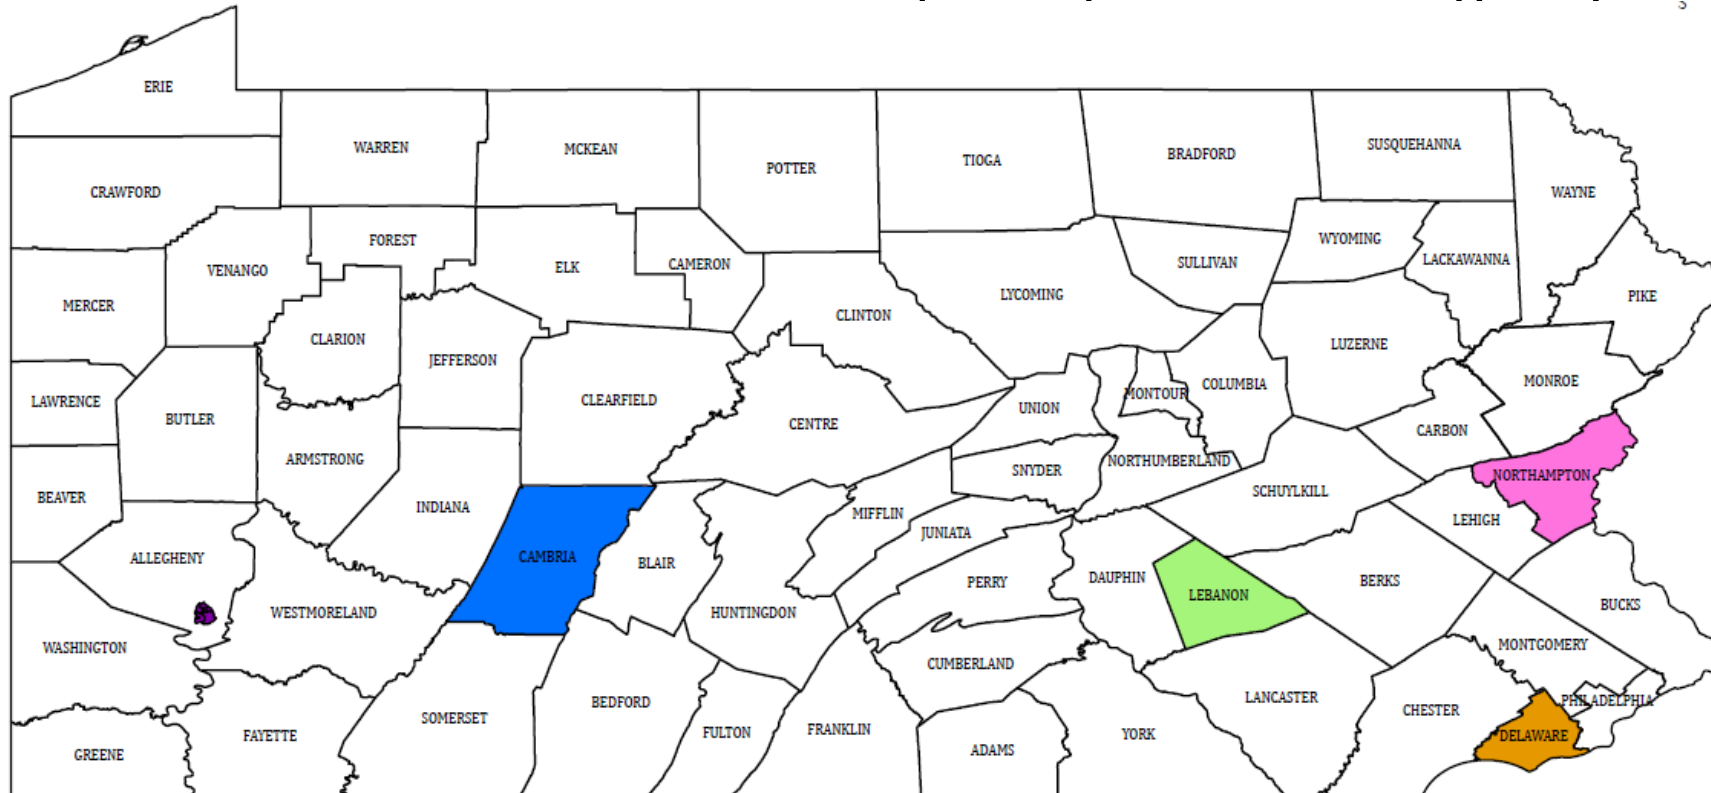 ERIE
WARREN
MCKEAN
POTTER
TIOGA
BRADFORD
SUSQUEHANNA
WAYNE
CRAWFORD
FOREST
VENANGO
ELK
CAMERON
SULLIVAN
WYOMING
LACKAWANNA
PIKE
MERCER
CLARION
JEFFERSON
CLINTON
LYCOMING
LUZERNE
MONROE
LAWRENCE
BUTLER
CLEARFIELD
CENTRE
UNION
MONTOUR
COLUMBIA
CARBON
ARMSTRONG
SNYDER
NORTHUMBERLAND
NORTHAMPTON
BEAVER
INDIANA
MIFFLIN
JUNIATA
SCHUYLKILL
LEHIGH
ALLEGHENY
CAMBRIA
BLAIR
HUNTINGDON
PERRY
DAUPHIN
LEBANON
BERKS
BUCKS
WASHINGTON
WESTMORELAND
CUMBERLAND
MONTGOMERY
SOMERSET
BEDFORD
LANCASTER
CHESTER
PHILADELPHIA
GREENE
FAYETTE
FULTON
FRANKLIN
ADAMS
YORK
DELAWARE